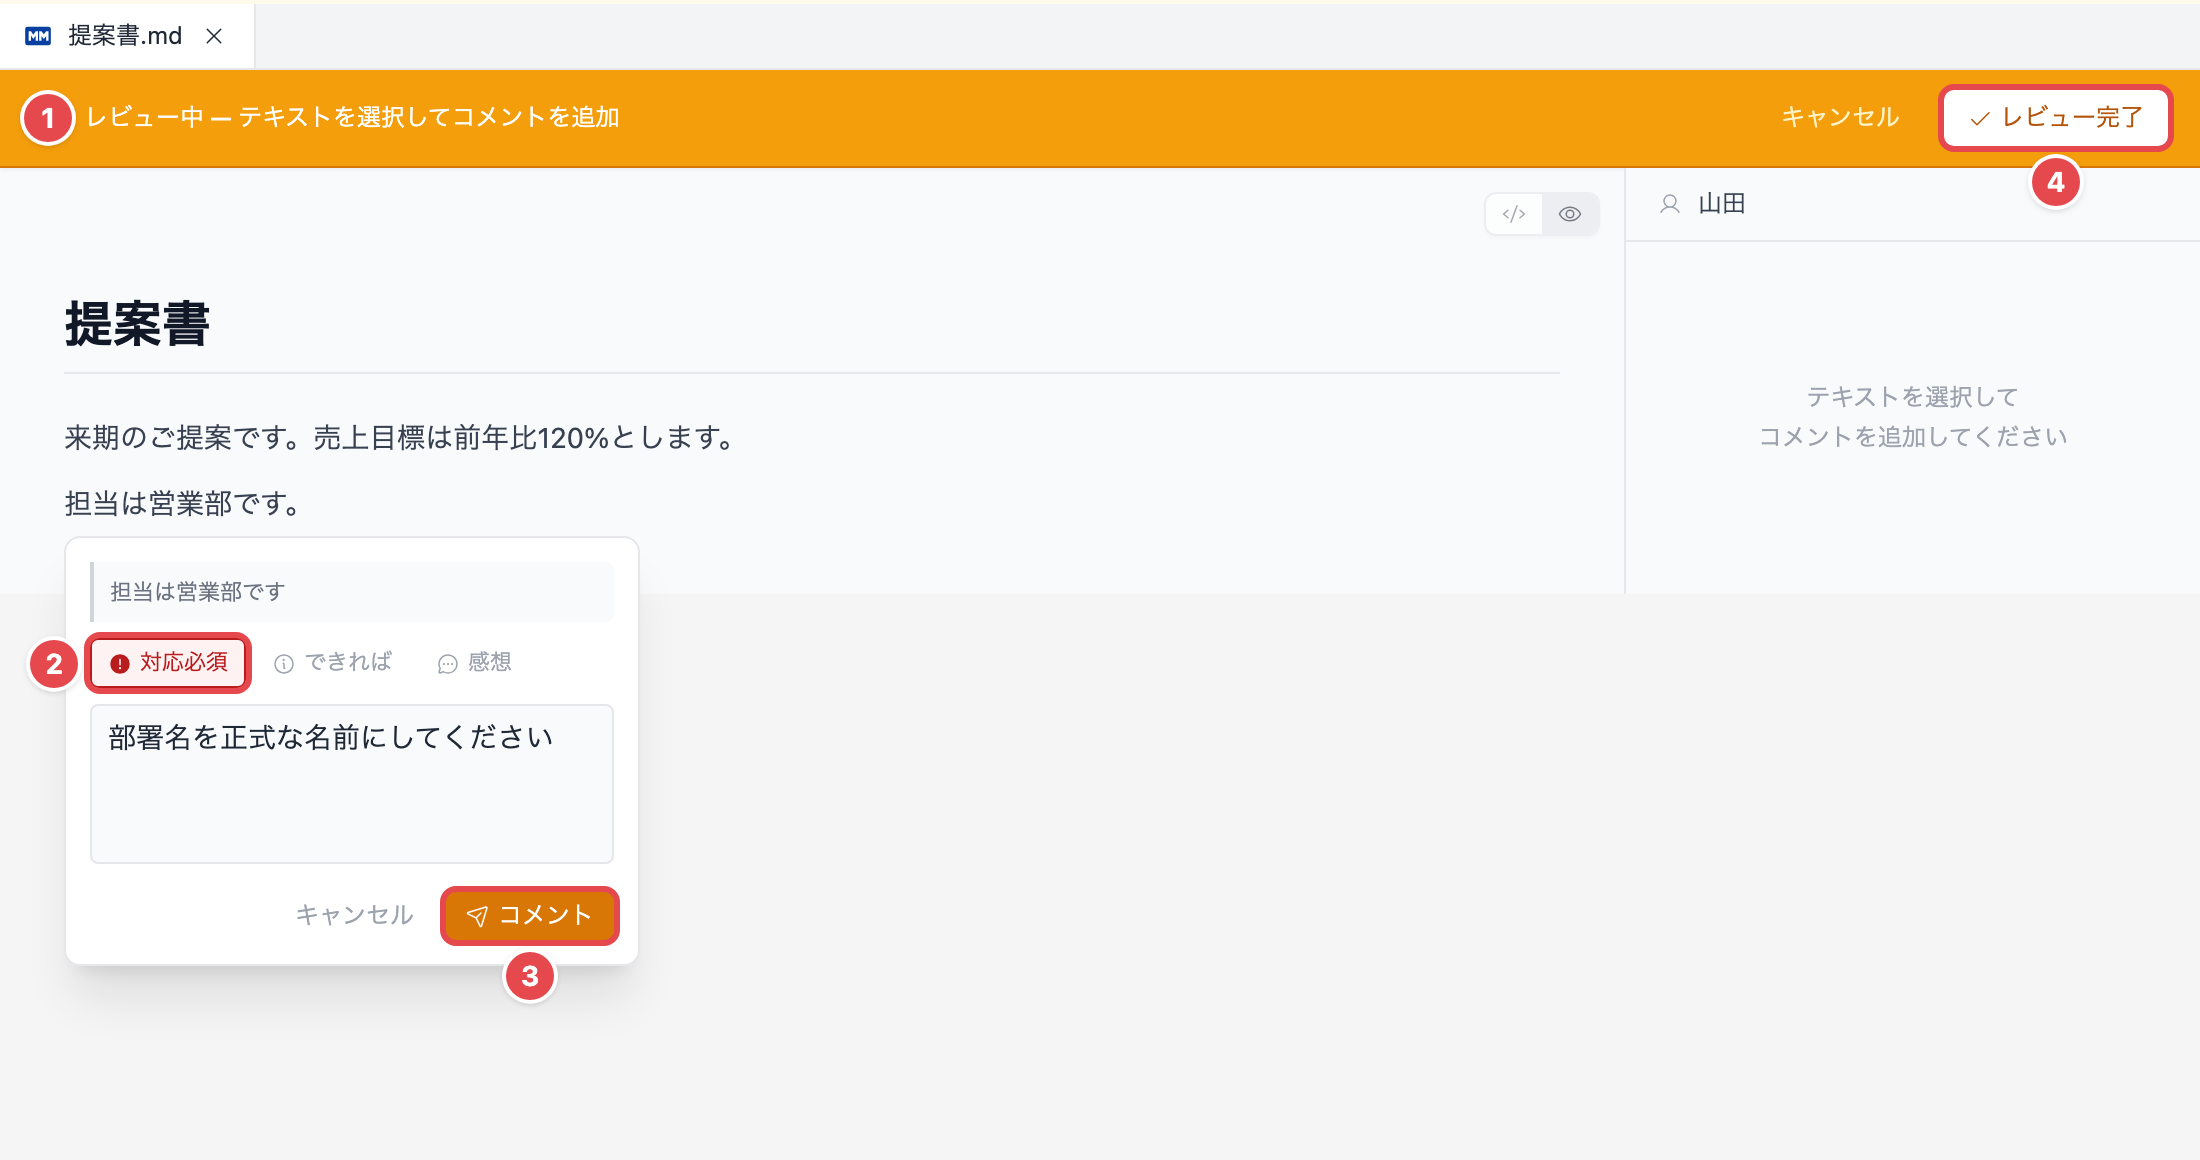 MM 提案書.md
1 レビュー中 — テキストを選択してコメントを追加
キャンセル
レビュー完了
4
</>
山田
提案書
来期のご提案です。売上目標は前年比120%とします。
担当は営業部です。
テキストを選択して
コメントを追加してください
担当は営業部です
2 対応必須 できれば 感想
部署名を正式な名前にしてください
キャンセル コメント
3